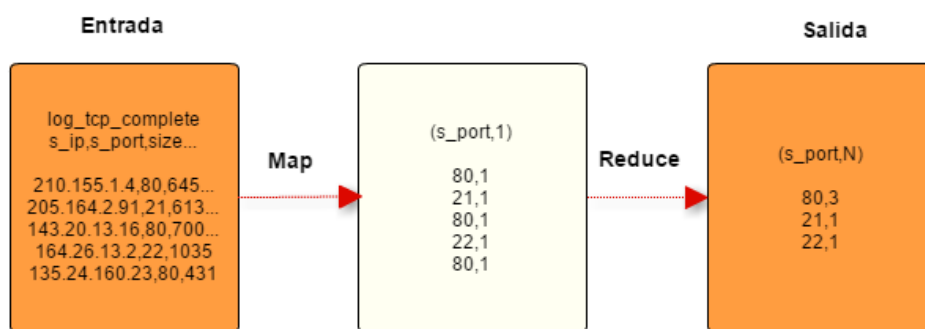 Entrada
log_tcp_complete
s_ip,s_port,size...
210.155.1.4,80,645...
205.164.2.91,21,613...
143.20.13.16,80,700...
164.26.13.2,22,1035
135.24.160.23,80,431
Map
(s_port,1)
80,1
21,1
80,1
22,1
80,1
Reduce
Salida
(s_port,N)
80,3
21,1
22,1